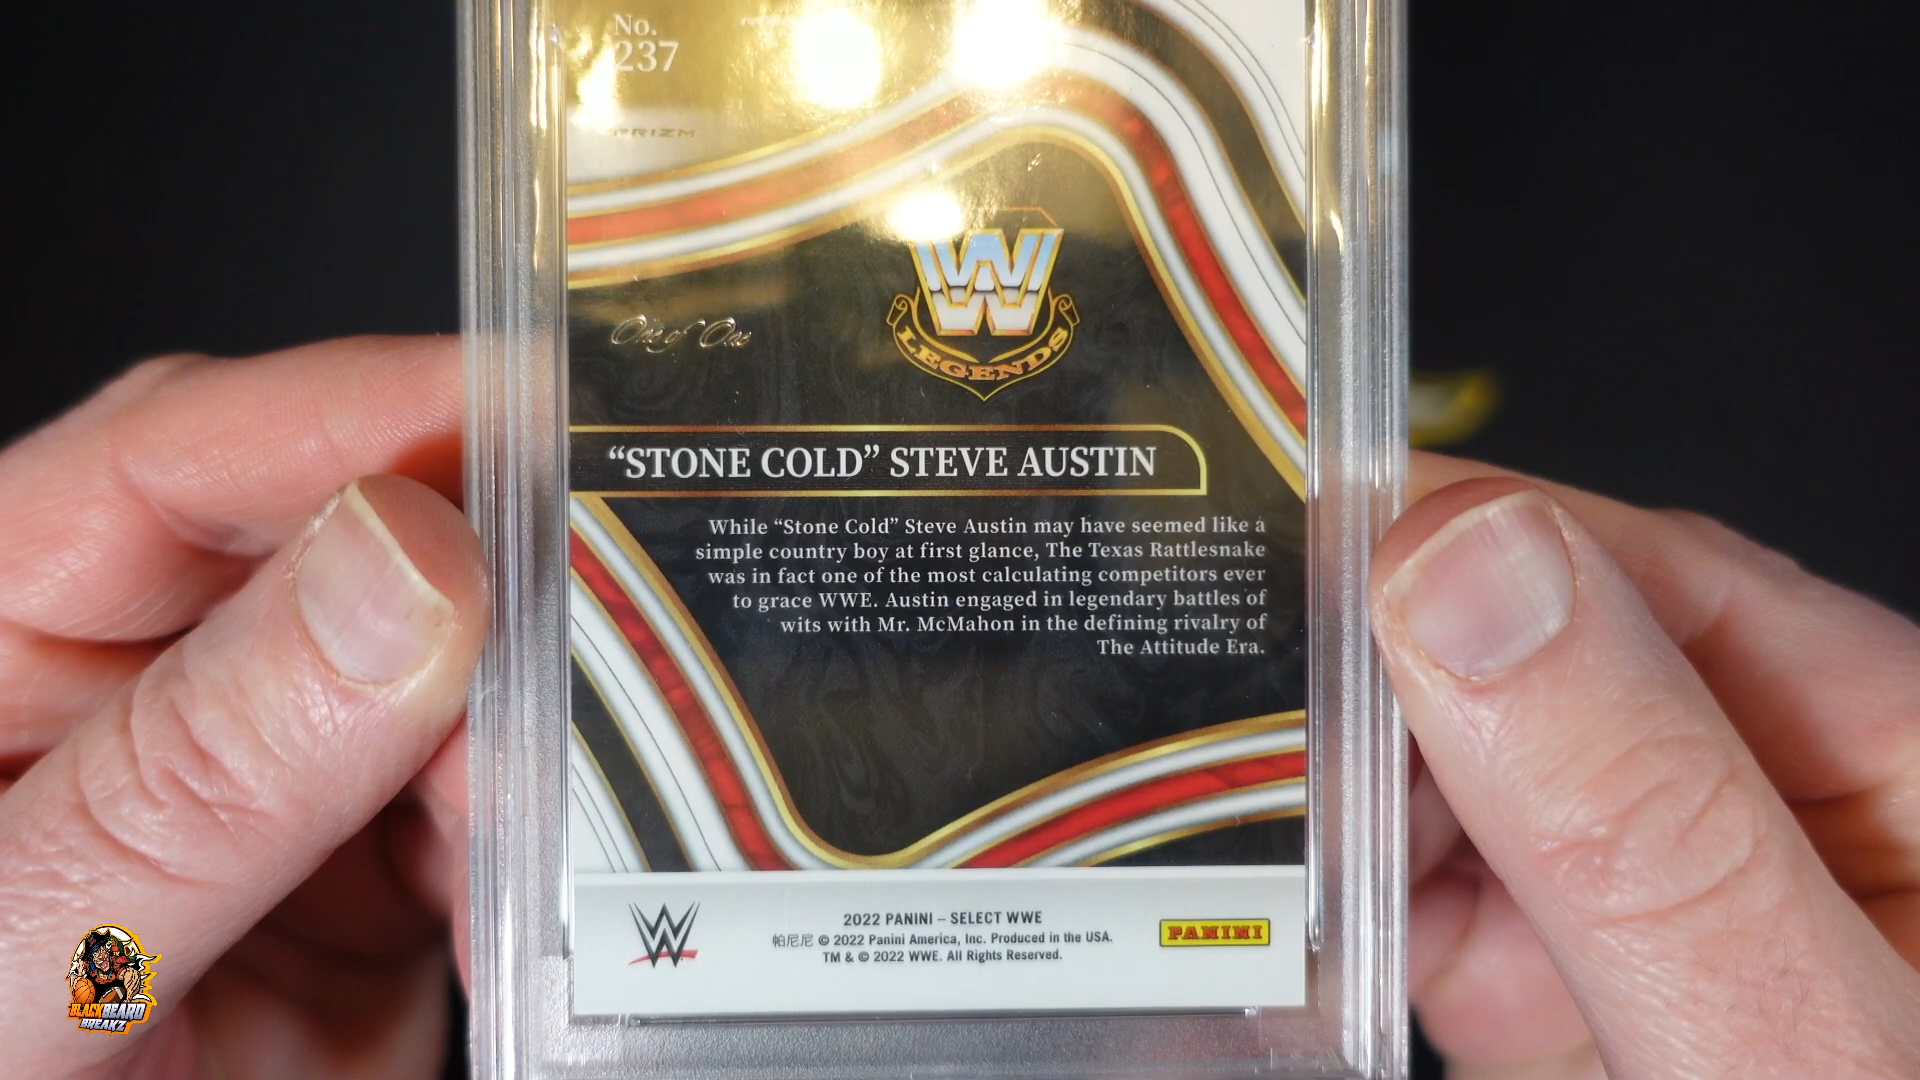 No.
237
PRIZM
One of One
W
LEGENDS
“STONE COLD” STEVE AUSTIN
While “Stone Cold” Steve Austin may have seemed like a
simple country boy at first glance, The Texas Rattlesnake
was in fact one of the most calculating competitors ever
to grace WWE. Austin engaged in legendary battles of
wits with Mr. McMahon in the defining rivalry of
The Attitude Era.
W
2022 PANINI – SELECT WWE
帕尼尼 © 2022 Panini America, Inc. Produced in the USA.
TM & © 2022 WWE. All Rights Reserved.
PANINI
BLACKBEARD
BREAKZ